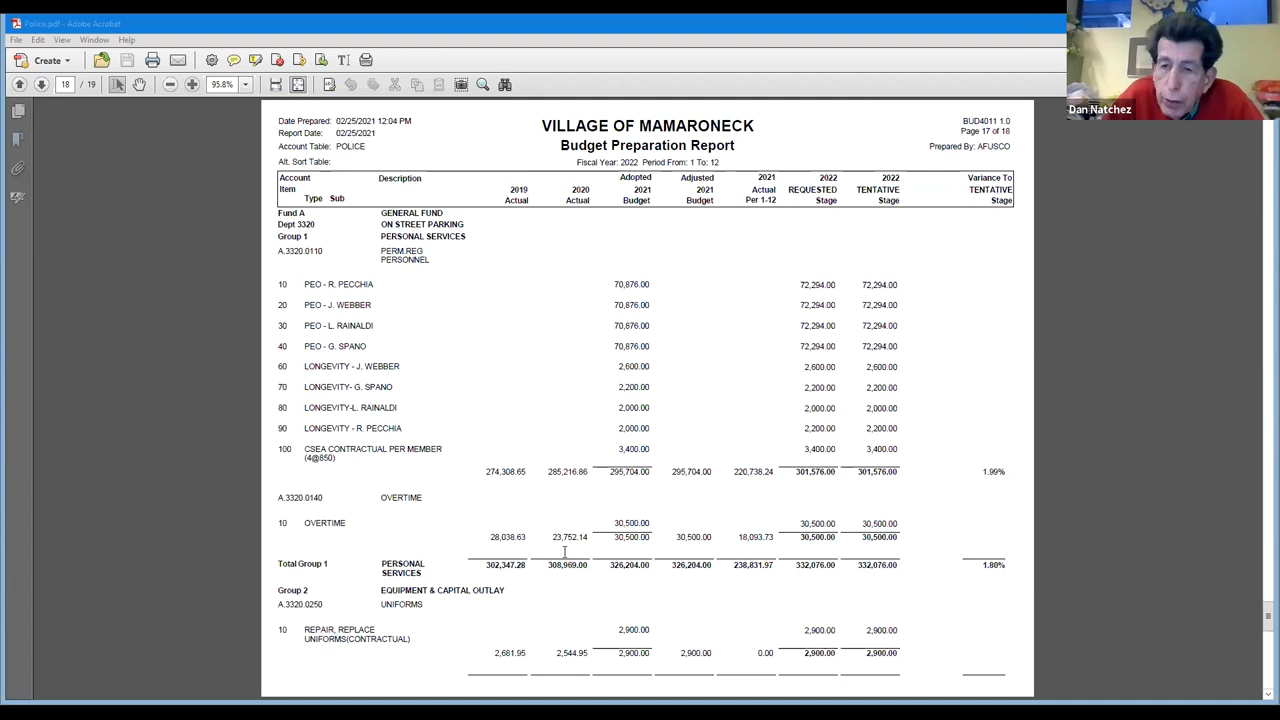 Police.pdf - Adobe Acrobat
File Edit View Window Help
Create
18 / 19 95.8%
Dan Natchez
Date Prepared: 02/25/2021 12:04 PM VILLAGE OF MAMARONECK BUD4011 1.0
Report Date: 02/25/2021 Budget Preparation Report Page 17 of 18
Account Table: POLICE Prepared By: AFUSCO
Alt. Sort Table: Fiscal Year: 2022 Period From: 1 To: 12
Account Description Adopted Adjusted 2021 2022 2022 Variance To
Item 2019 2020 2021 2021 Actual REQUESTED TENTATIVE TENTATIVE
Type Sub Actual Actual Budget Budget Per 1-12 Stage Stage Stage
Fund A GENERAL FUND
Dept 3320 ON STREET PARKING
Group 1 PERSONAL SERVICES
A.3320.0110 PERM.REG
PERSONNEL
10 PEO - R. PECCHIA 70,876.00 72,294.00 72,294.00
20 PEO - J. WEBBER 70,876.00 72,294.00 72,294.00
30 PEO - L. RAINALDI 70,876.00 72,294.00 72,294.00
40 PEO - G. SPANO 70,876.00 72,294.00 72,294.00
60 LONGEVITY - J. WEBBER 2,600.00 2,600.00 2,600.00
70 LONGEVITY- G. SPANO 2,200.00 2,200.00 2,200.00
80 LONGEVITY-L. RAINALDI 2,000.00 2,000.00 2,000.00
90 LONGEVITY - R. PECCHIA 2,000.00 2,200.00 2,200.00
100 CSEA CONTRACTUAL PER MEMBER 3,400.00 3,400.00 3,400.00
(4@850)
274,308.65 285,216.86 295,704.00 295,704.00 220,738.24 301,576.00 301,576.00 1.99%
A.3320.0140 OVERTIME
10 OVERTIME 30,500.00 30,500.00 30,500.00
28,038.63 23,752.14 30,500.00 30,500.00 18,093.73 30,500.00 30,500.00
Total Group 1 PERSONAL 302,347.28 308,969.00 326,204.00 326,204.00 238,831.97 332,076.00 332,076.00 1.80%
SERVICES
Group 2 EQUIPMENT & CAPITAL OUTLAY
A.3320.0250 UNIFORMS
10 REPAIR, REPLACE 2,900.00 2,900.00 2,900.00
UNIFORMS(CONTRACTUAL)
2,681.95 2,544.95 2,900.00 2,900.00 0.00 2,900.00 2,900.00